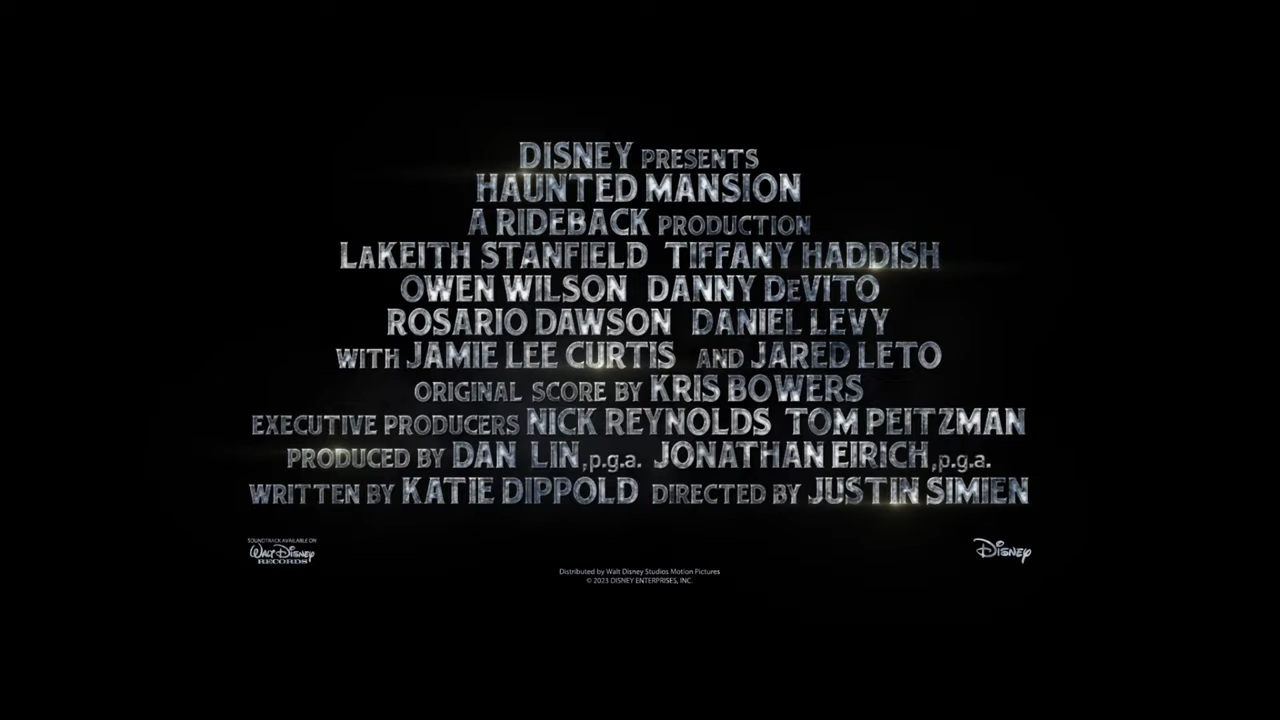 DISNEY PRESENTS
HAUNTED MANSION
A RIDEBACK PRODUCTION
LaKEITH STANFIELD TIFFANY HADDISH
OWEN WILSON DANNY DeVITO
ROSARIO DAWSON DANIEL LEVY
WITH JAMIE LEE CURTIS AND JARED LETO
ORIGINAL SCORE BY KRIS BOWERS
EXECUTIVE PRODUCERS NICK REYNOLDS TOM PEITZMAN
PRODUCED BY DAN LIN,p.g.a. JONATHAN EIRICH,p.g.a.
WRITTEN BY KATIE DIPPOLD DIRECTED BY JUSTIN SIMIEN
SOUNDTRACK AVAILABLE ON
WALT DISNEY
RECORDS
DISNEY
Distributed by Walt Disney Studios Motion Pictures
© 2023 DISNEY ENTERPRISES, INC.